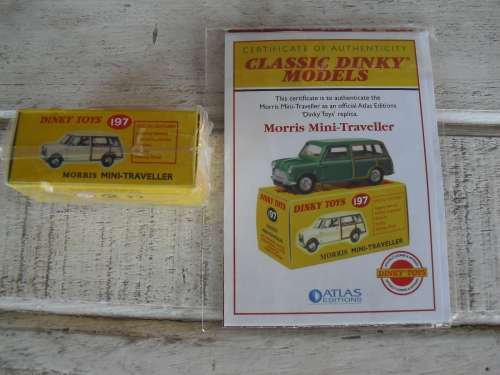 DINKY TOYS 197
MORRIS MINI-TRAVELLER
CERTIFICATE OF AUTHENTICITY
CLASSIC DINKY
MODELS
This certificate is to authenticate the
Morris Mini-Traveller as an official Atlas Editions
'Dinky Toys' replica.
Morris Mini-Traveller
DINKY TOYS 197
197
MORRIS MINI-TRAVELLER
DINKY TOYS
ATLAS
EDITIONS